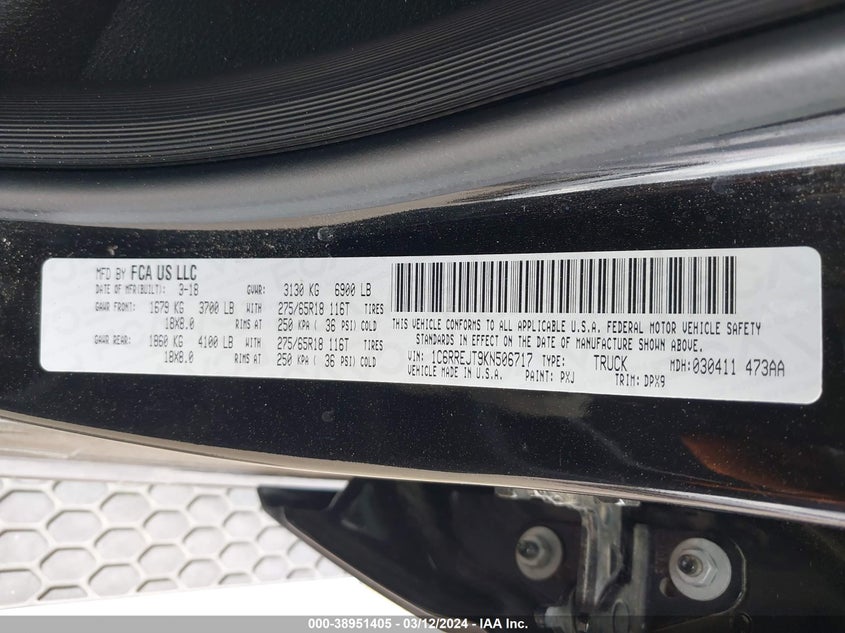 MFD BY FCA US LLC
DATE OF MFR(BUILT): 3-18 GVWR: 3130 KG 6900 LB
GAWR FRONT: 1679 KG 3700 LB WITH 275/65R18 116T TIRES
18X8.0 RIMS AT 250 KPA ( 36 PSI) COLD
GAWR REAR: 1860 KG 4100 LB WITH 275/65R18 116T TIRES
18X8.0 RIMS AT 250 KPA ( 36 PSI) COLD
THIS VEHICLE CONFORMS TO ALL APPLICABLE U.S.A. FEDERAL MOTOR VEHICLE SAFETY
STANDARDS IN EFFECT ON THE DATE OF MANUFACTURE SHOWN ABOVE.
VIN: 1C6RREJT9KN506717 TYPE: TRUCK MDH:030411 473AA
VEHICLE MADE IN U.S.A. PAINT: PXJ TRIM: DPX9
000-38951405 - 03/12/2024 - IAA Inc.